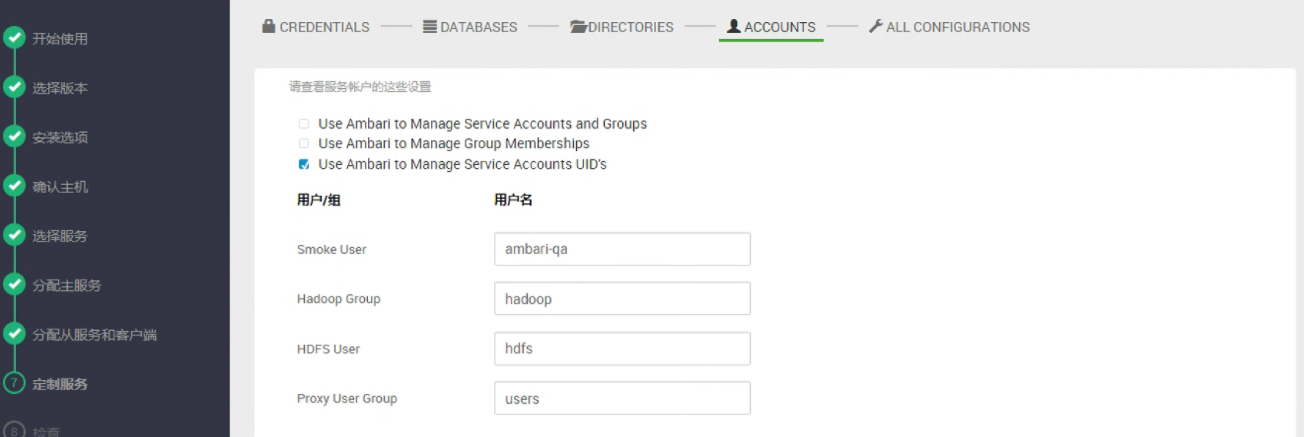 开始使用
选择版本
安装选项
确认主机
选择服务
分配主服务
分配从服务和客户端
7 定制服务
8 检查
CREDENTIALS DATABASES DIRECTORIES ACCOUNTS ALL CONFIGURATIONS
请查看服务帐户的这些设置
Use Ambari to Manage Service Accounts and Groups
Use Ambari to Manage Group Memberships
Use Ambari to Manage Service Accounts UID's
用户/组 用户名
Smoke User ambari-qa
Hadoop Group hadoop
HDFS User hdfs
Proxy User Group users